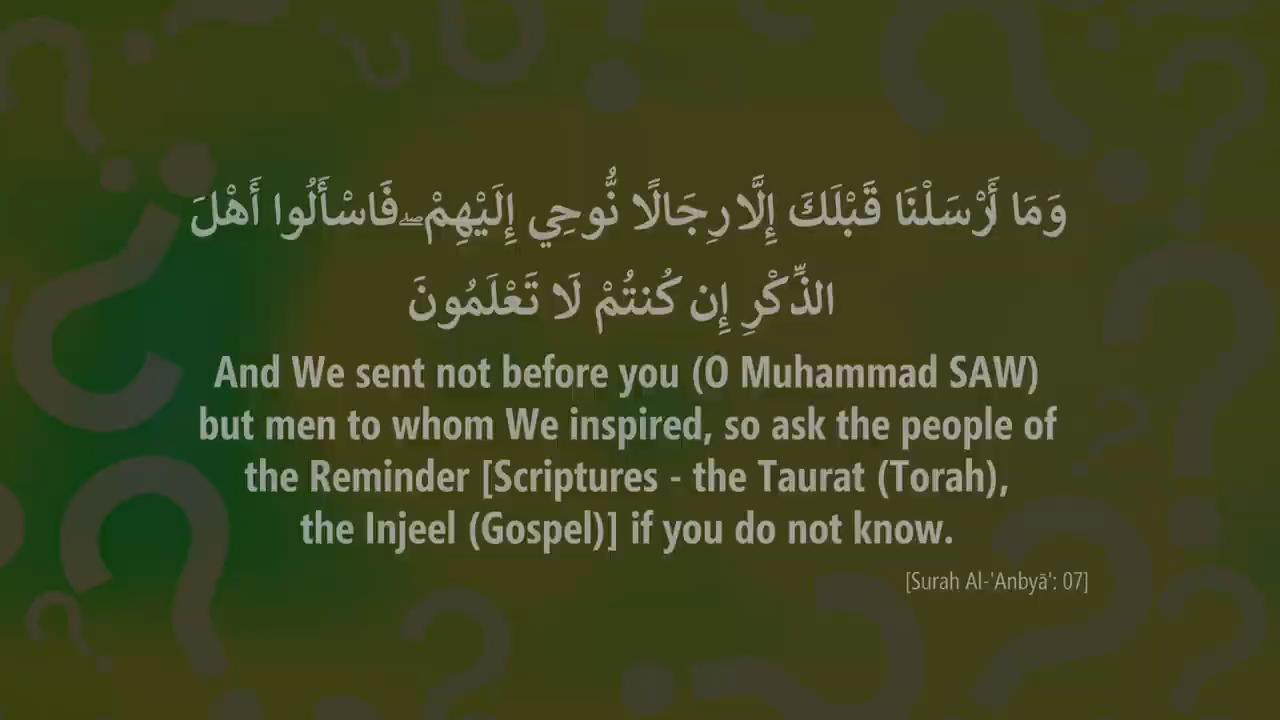 وَمَا أَرْسَلْنَا قَبْلَكَ إِلَّا رِجَالًا نُّوحِي إِلَيْهِمْ ۖ فَاسْأَلُوا أَهْلَ
الذِّكْرِ إِن كُنتُمْ لَا تَعْلَمُونَ
And We sent not before you (O Muhammad SAW)
but men to whom We inspired, so ask the people of
the Reminder [Scriptures - the Taurat (Torah),
the Injeel (Gospel)] if you do not know.
[Surah Al-'Anbyā': 07]